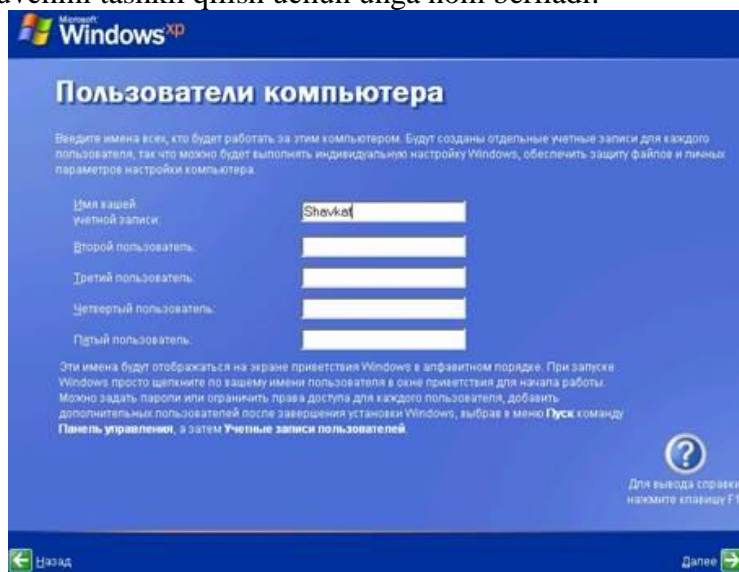 tashkil qilish uchun unga nom beriladi.
Microsoft
Windows xp
Пользователи компьютера
Введите имена всех, кто будет работать за этим компьютером. Будут созданы отдельные учетные записи для каждого
пользователя, так что можно будет выполнять индивидуальную настройку Windows, обеспечить защиту файлов и личных
параметров настройки компьютера.
Имя вашей
учетной записи:
Shavkat
Второй пользователь:
Третий пользователь:
Четвертый пользователь:
Пятый пользователь:
Эти имена будут отображаться на экране приветствия Windows в алфавитном порядке. При запуске
Windows просто щелкните по вашему имени пользователя в окне приветствия для начала работы.
Можно задать пароли или ограничить права доступа для каждого пользователя, добавить
дополнительных пользователей после завершения установки Windows, выбрав в меню Пуск команду
Панель управления, а затем Учетные записи пользователей.
?
Для вывода справки
нажмите клавишу F1
Назад
Далее